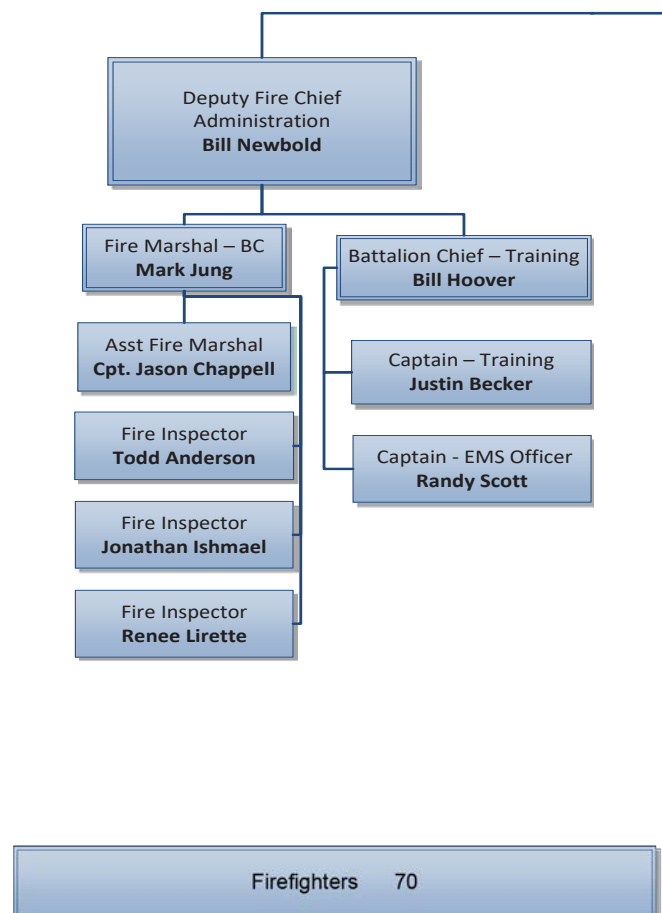 Deputy Fire Chief
Administration
Bill Newbold
Fire Marshal – BC
Mark Jung
Battalion Chief – Training
Bill Hoover
Asst Fire Marshal
Cpt. Jason Chappell
Captain – Training
Justin Becker
Fire Inspector
Todd Anderson
Captain - EMS Officer
Randy Scott
Fire Inspector
Jonathan Ishmael
Fire Inspector
Renee Lirette
Firefighters 70